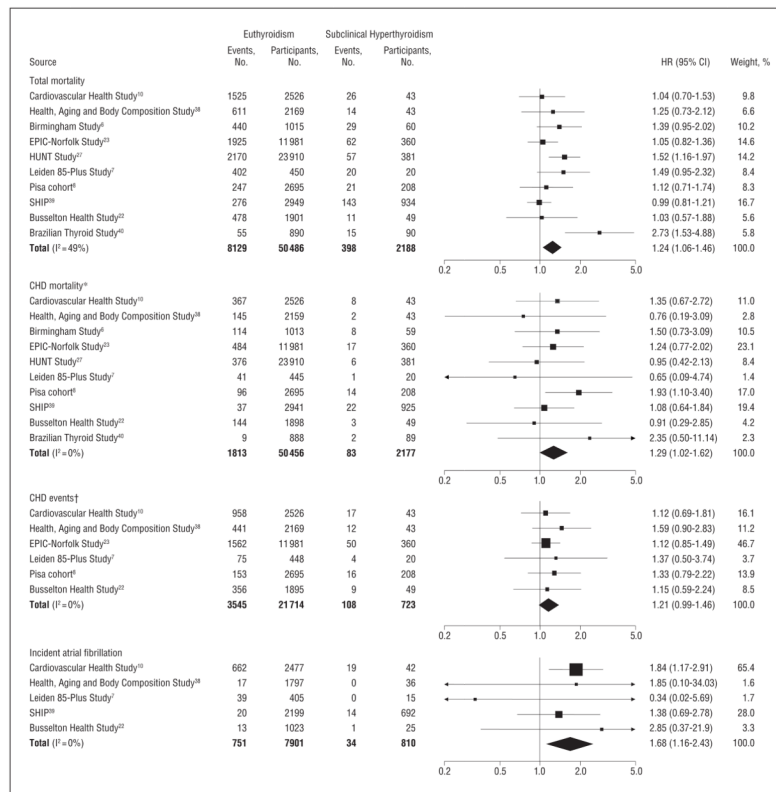 Euthyroidism Subclinical Hyperthyroidism
Events, Participants, Events, Participants,
Source No. No. No. No. HR (95% CI) Weight, %
Total mortality
Cardiovascular Health Study¹⁰ 1525 2526 26 43 1.04 (0.70-1.53) 9.8
Health, Aging and Body Composition Study³⁸ 611 2169 14 43 1.25 (0.73-2.12) 6.6
Birmingham Study⁶ 440 1015 29 60 1.39 (0.95-2.02) 10.2
EPIC-Norfolk Study²³ 1925 11 981 62 360 1.05 (0.82-1.36) 14.6
HUNT Study²⁷ 2170 23 910 57 381 1.52 (1.16-1.97) 14.2
Leiden 85-Plus Study⁷ 402 450 20 20 1.49 (0.95-2.32) 8.4
Pisa cohort⁸ 247 2695 21 208 1.12 (0.71-1.74) 8.3
SHIP³⁹ 276 2949 143 934 0.99 (0.81-1.21) 16.7
Busselton Health Study²² 478 1901 11 49 1.03 (0.57-1.88) 5.6
Brazilian Thyroid Study⁴⁰ 55 890 15 90 2.73 (1.53-4.88) 5.8
Total (I² = 49%) 8129 50 486 398 2188 1.24 (1.06-1.46) 100.0
0.2 0.5 1.0 2.0 5.0
CHD mortality*
Cardiovascular Health Study¹⁰ 367 2526 8 43 1.35 (0.67-2.72) 11.0
Health, Aging and Body Composition Study³⁸ 145 2159 2 43 0.76 (0.19-3.09) 2.8
Birmingham Study⁶ 114 1013 8 59 1.50 (0.73-3.09) 10.5
EPIC-Norfolk Study²³ 484 11 981 17 360 1.24 (0.77-2.02) 23.1
HUNT Study²⁷ 376 23 910 6 381 0.95 (0.42-2.13) 8.4
Leiden 85-Plus Study⁷ 41 445 1 20 0.65 (0.09-4.74) 1.4
Pisa cohort⁸ 96 2695 14 208 1.93 (1.10-3.40) 17.0
SHIP³⁹ 37 2941 22 925 1.08 (0.64-1.84) 19.4
Busselton Health Study²² 144 1898 3 49 0.91 (0.29-2.85) 4.2
Brazilian Thyroid Study⁴⁰ 9 888 2 89 2.35 (0.50-11.14) 2.3
Total (I² = 0%) 1813 50 456 83 2177 1.29 (1.02-1.62) 100.0
0.2 0.5 1.0 2.0 5.0
CHD events†
Cardiovascular Health Study¹⁰ 958 2526 17 43 1.12 (0.69-1.81) 16.1
Health, Aging and Body Composition Study³⁸ 441 2169 12 43 1.59 (0.90-2.83) 11.2
EPIC-Norfolk Study²³ 1562 11 981 50 360 1.12 (0.85-1.49) 46.7
Leiden 85-Plus Study⁷ 75 448 4 20 1.37 (0.50-3.74) 3.7
Pisa cohort⁸ 153 2695 16 208 1.33 (0.79-2.22) 13.9
Busselton Health Study²² 356 1895 9 49 1.15 (0.59-2.24) 8.5
Total (I² = 0%) 3545 21 714 108 723 1.21 (0.99-1.46) 100.0
0.2 0.5 1.0 2.0 5.0
Incident atrial fibrillation
Cardiovascular Health Study¹⁰ 662 2477 19 42 1.84 (1.17-2.91) 65.4
Health, Aging and Body Composition Study³⁸ 17 1797 0 36 1.85 (0.10-34.03) 1.6
Leiden 85-Plus Study⁷ 39 405 0 15 0.34 (0.02-5.69) 1.7
SHIP³⁹ 20 2199 14 692 1.38 (0.69-2.78) 28.0
Busselton Health Study²² 13 1023 1 25 2.85 (0.37-21.9) 3.3
Total (I² = 0%) 751 7901 34 810 1.68 (1.16-2.43) 100.0
0.2 0.5 1.0 2.0 5.0